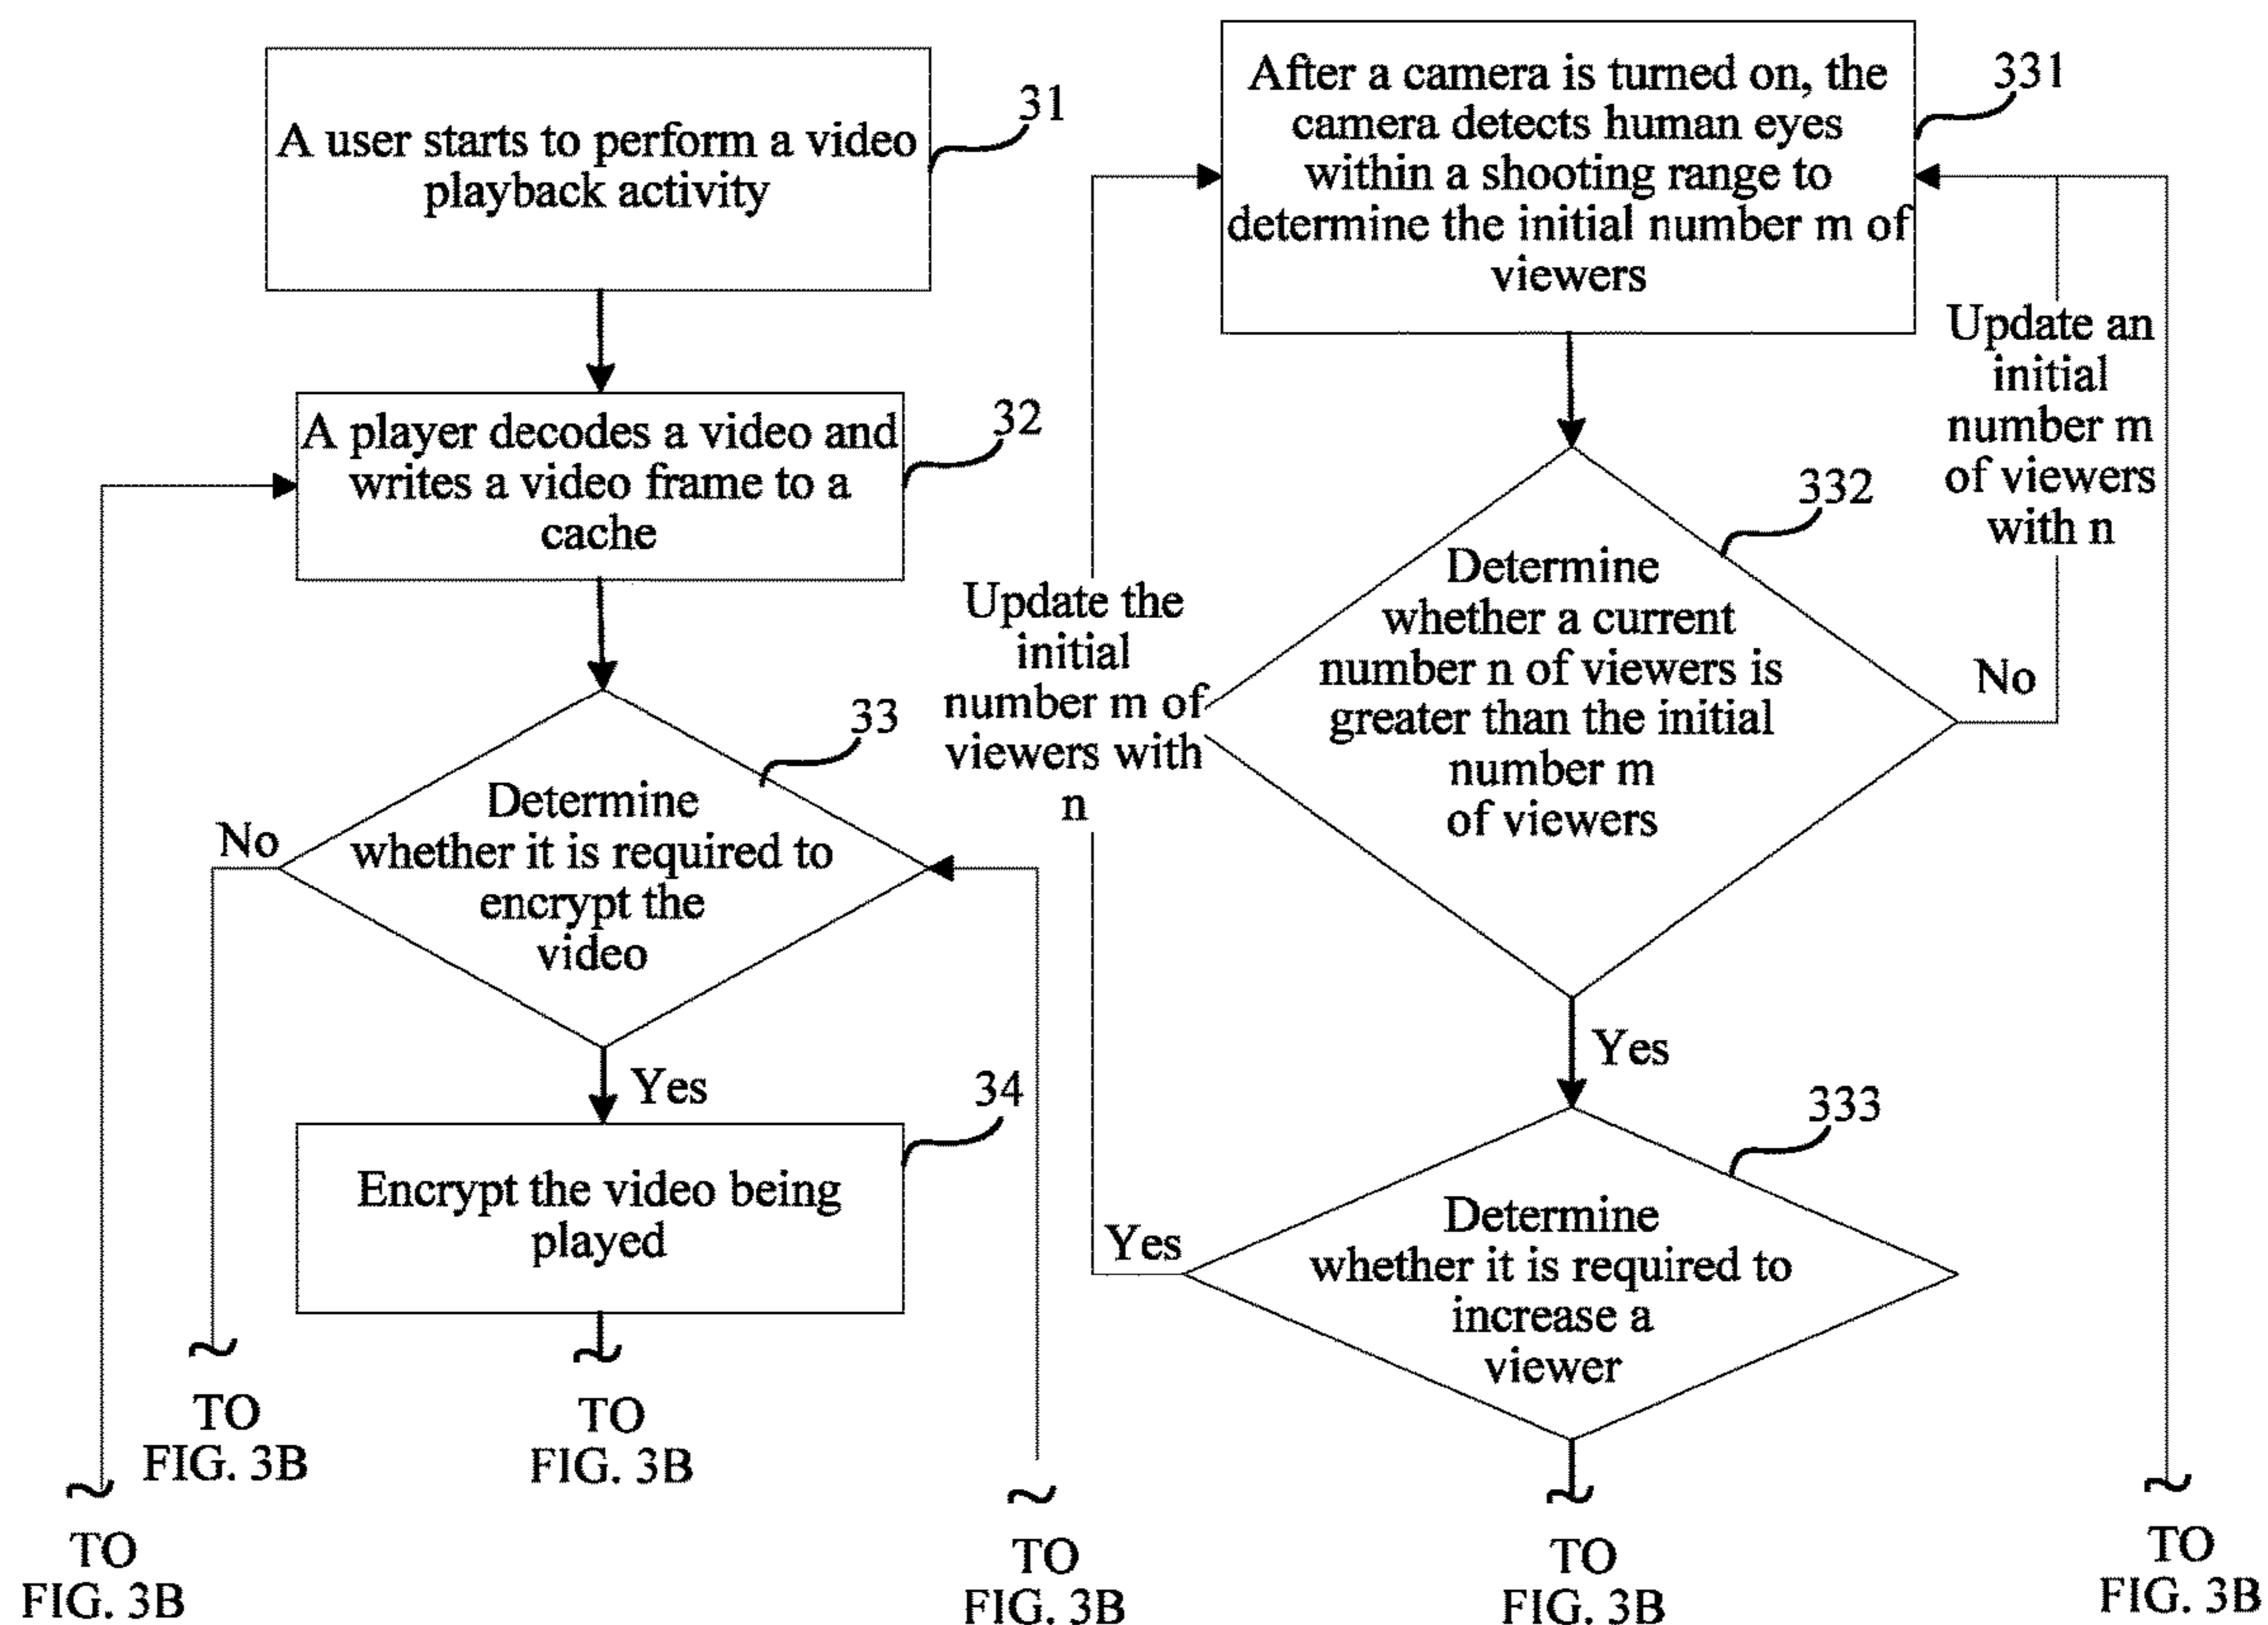 A user starts to perform a video
playback activity
31
A player decodes a video and
writes a video frame to a
cache
32
Determine
whether it is required to
encrypt the
video
33
No
Yes
Encrypt the video being
played
34
TO
FIG. 3B
TO
FIG. 3B
TO
FIG. 3B
TO
FIG. 3B
After a camera is turned on, the
camera detects human eyes
within a shooting range to
determine the initial number m of
viewers
331
Update the
initial
number m of
viewers with
n
Determine
whether a current
number n of viewers is
greater than the initial
number m
of viewers
332
No
Update an
initial
number m
of viewers
with n
Yes
Determine
whether it is required to
increase a
viewer
333
Yes
TO
FIG. 3B
TO
FIG. 3B